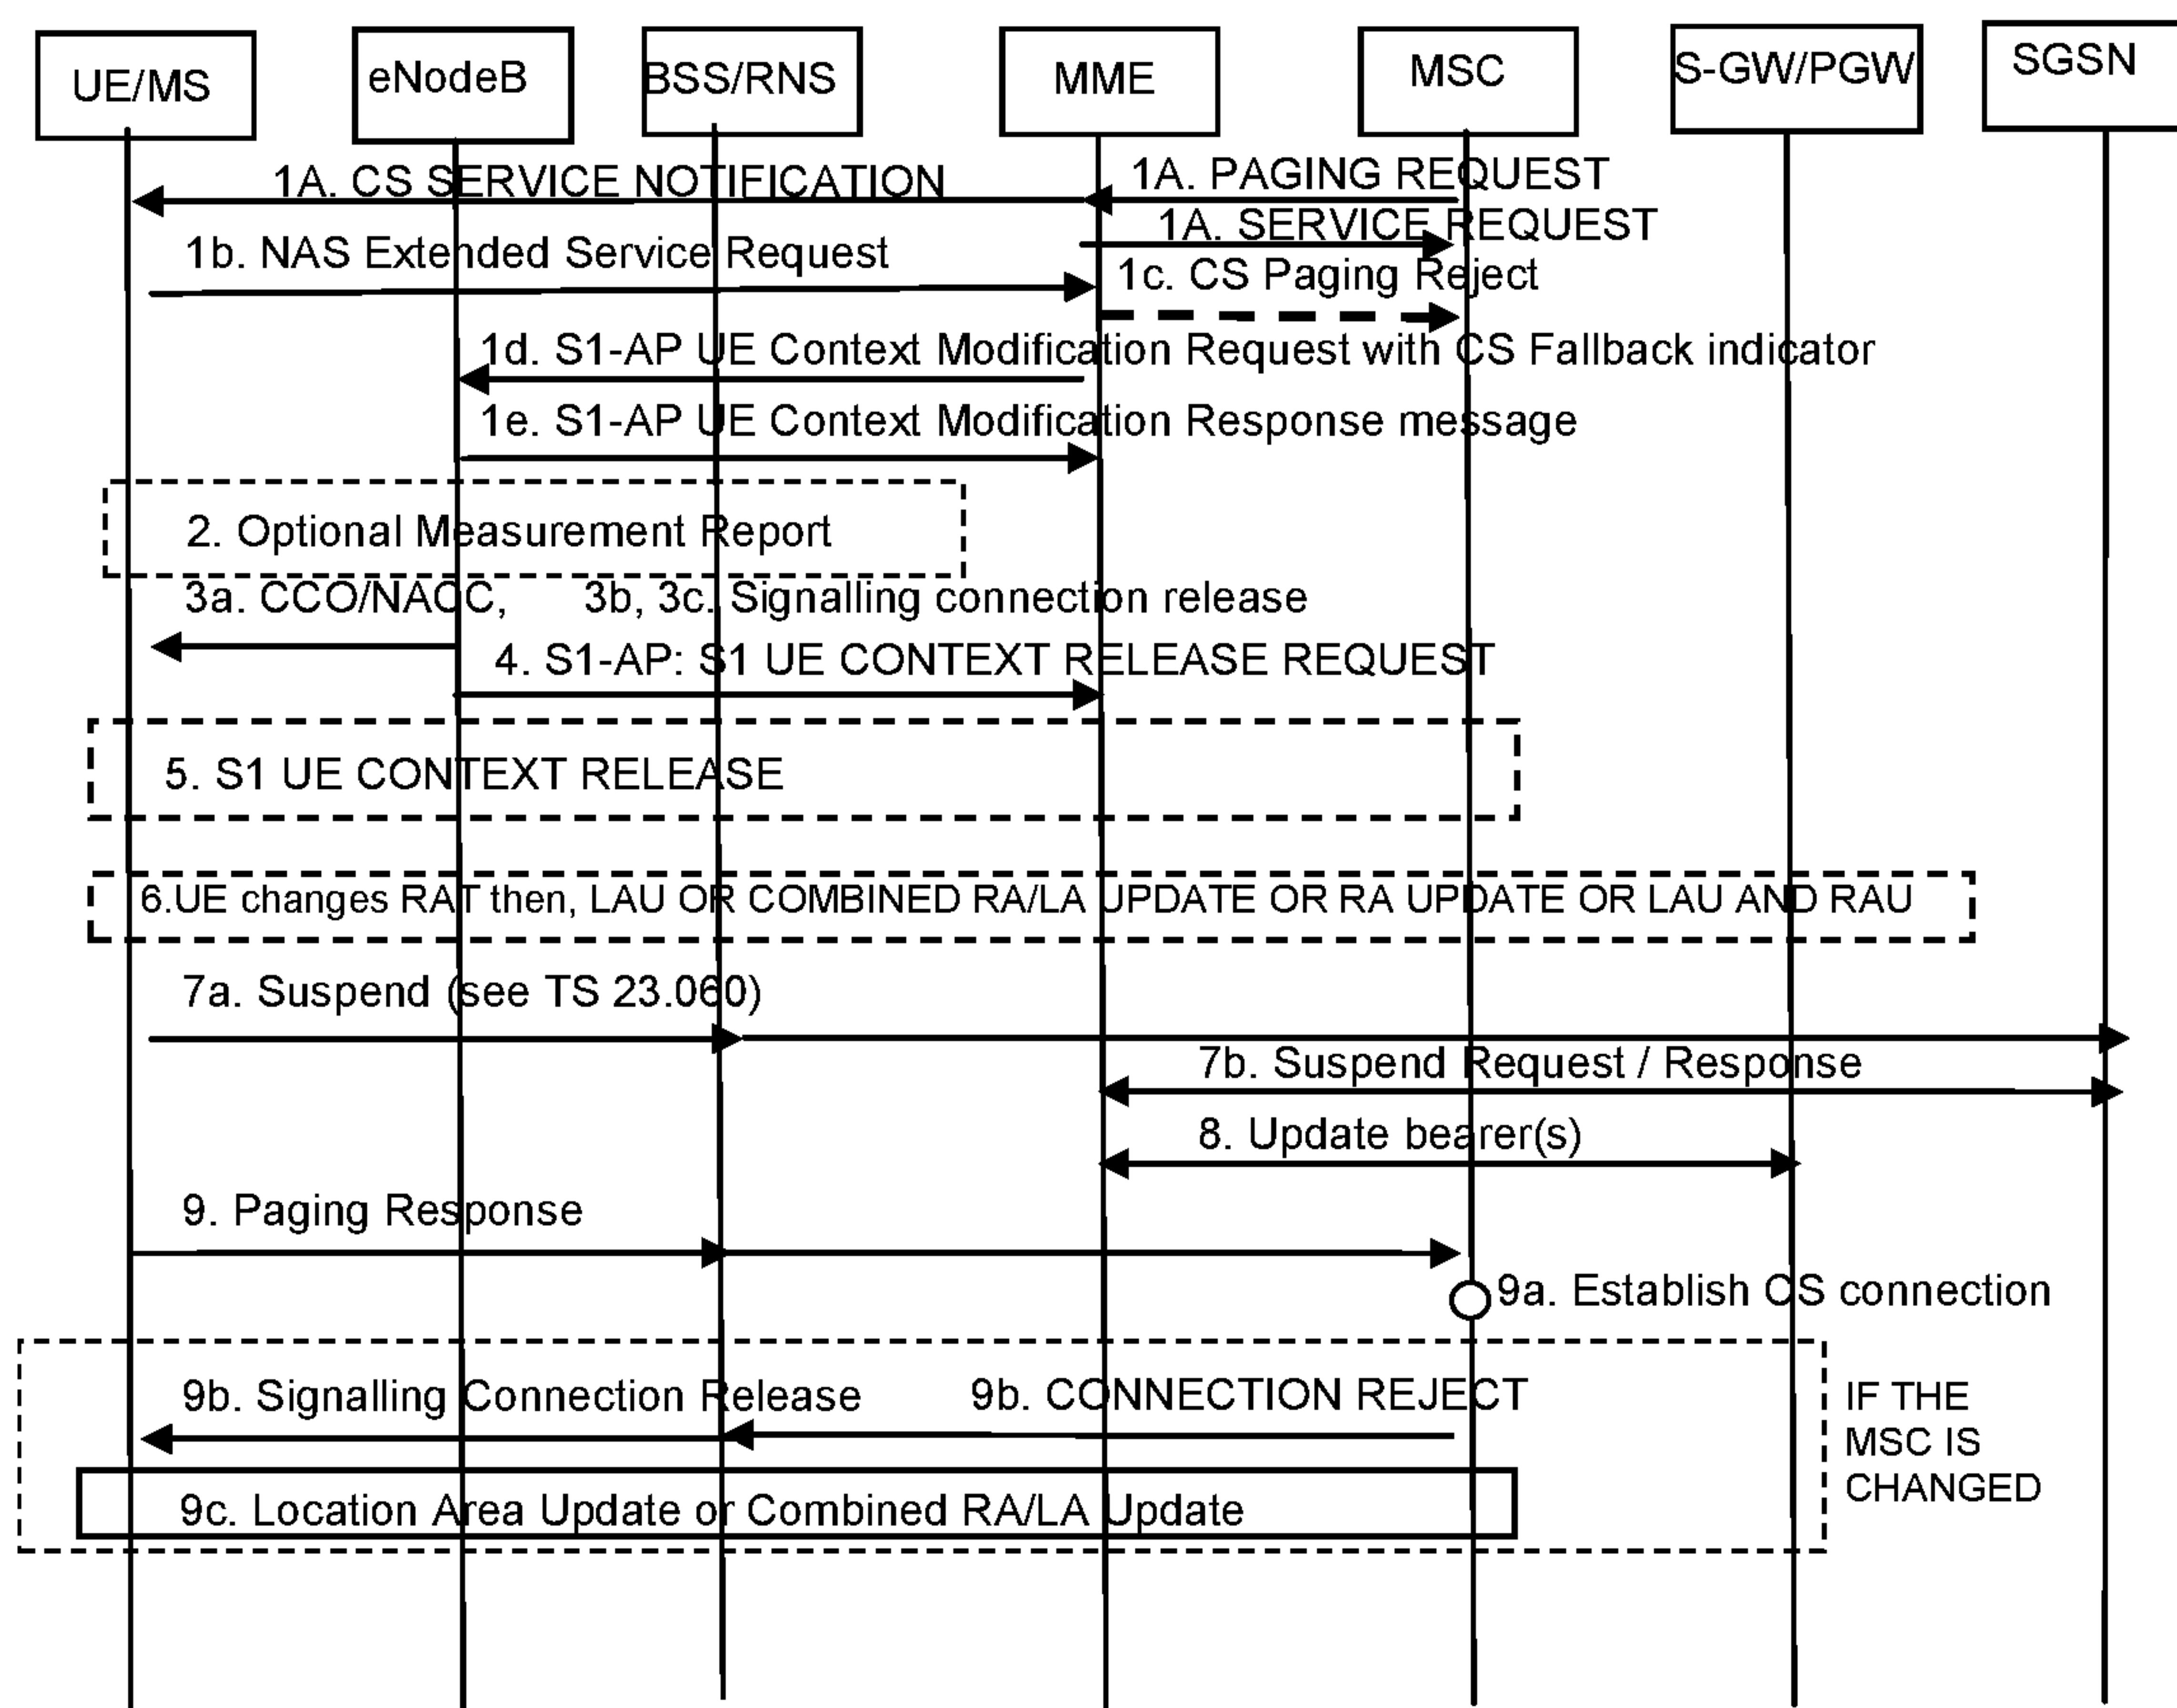 UE/MS
eNodeB
BSS/RNS
MME
MSC
S-GW/PGW
SGSN
1A. CS SERVICE NOTIFICATION
1A. PAGING REQUEST
1A. SERVICE REQUEST
1b. NAS Extended Service Request
1c. CS Paging Reject
1d. S1-AP UE Context Modification Request with CS Fallback indicator
1e. S1-AP UE Context Modification Response message
2. Optional Measurement Report
3a. CCO/NACC, 3b, 3c. Signalling connection release
4. S1-AP: S1 UE CONTEXT RELEASE REQUEST
5. S1 UE CONTEXT RELEASE
6.UE changes RAT then, LAU OR COMBINED RA/LA UPDATE OR RA UPDATE OR LAU AND RAU
7a. Suspend (see TS 23.060)
7b. Suspend Request / Response
8. Update bearer(s)
9. Paging Response
9a. Establish CS connection
9b. Signalling Connection Release
9b. CONNECTION REJECT
IF THE
MSC IS
CHANGED
9c. Location Area Update or Combined RA/LA Update